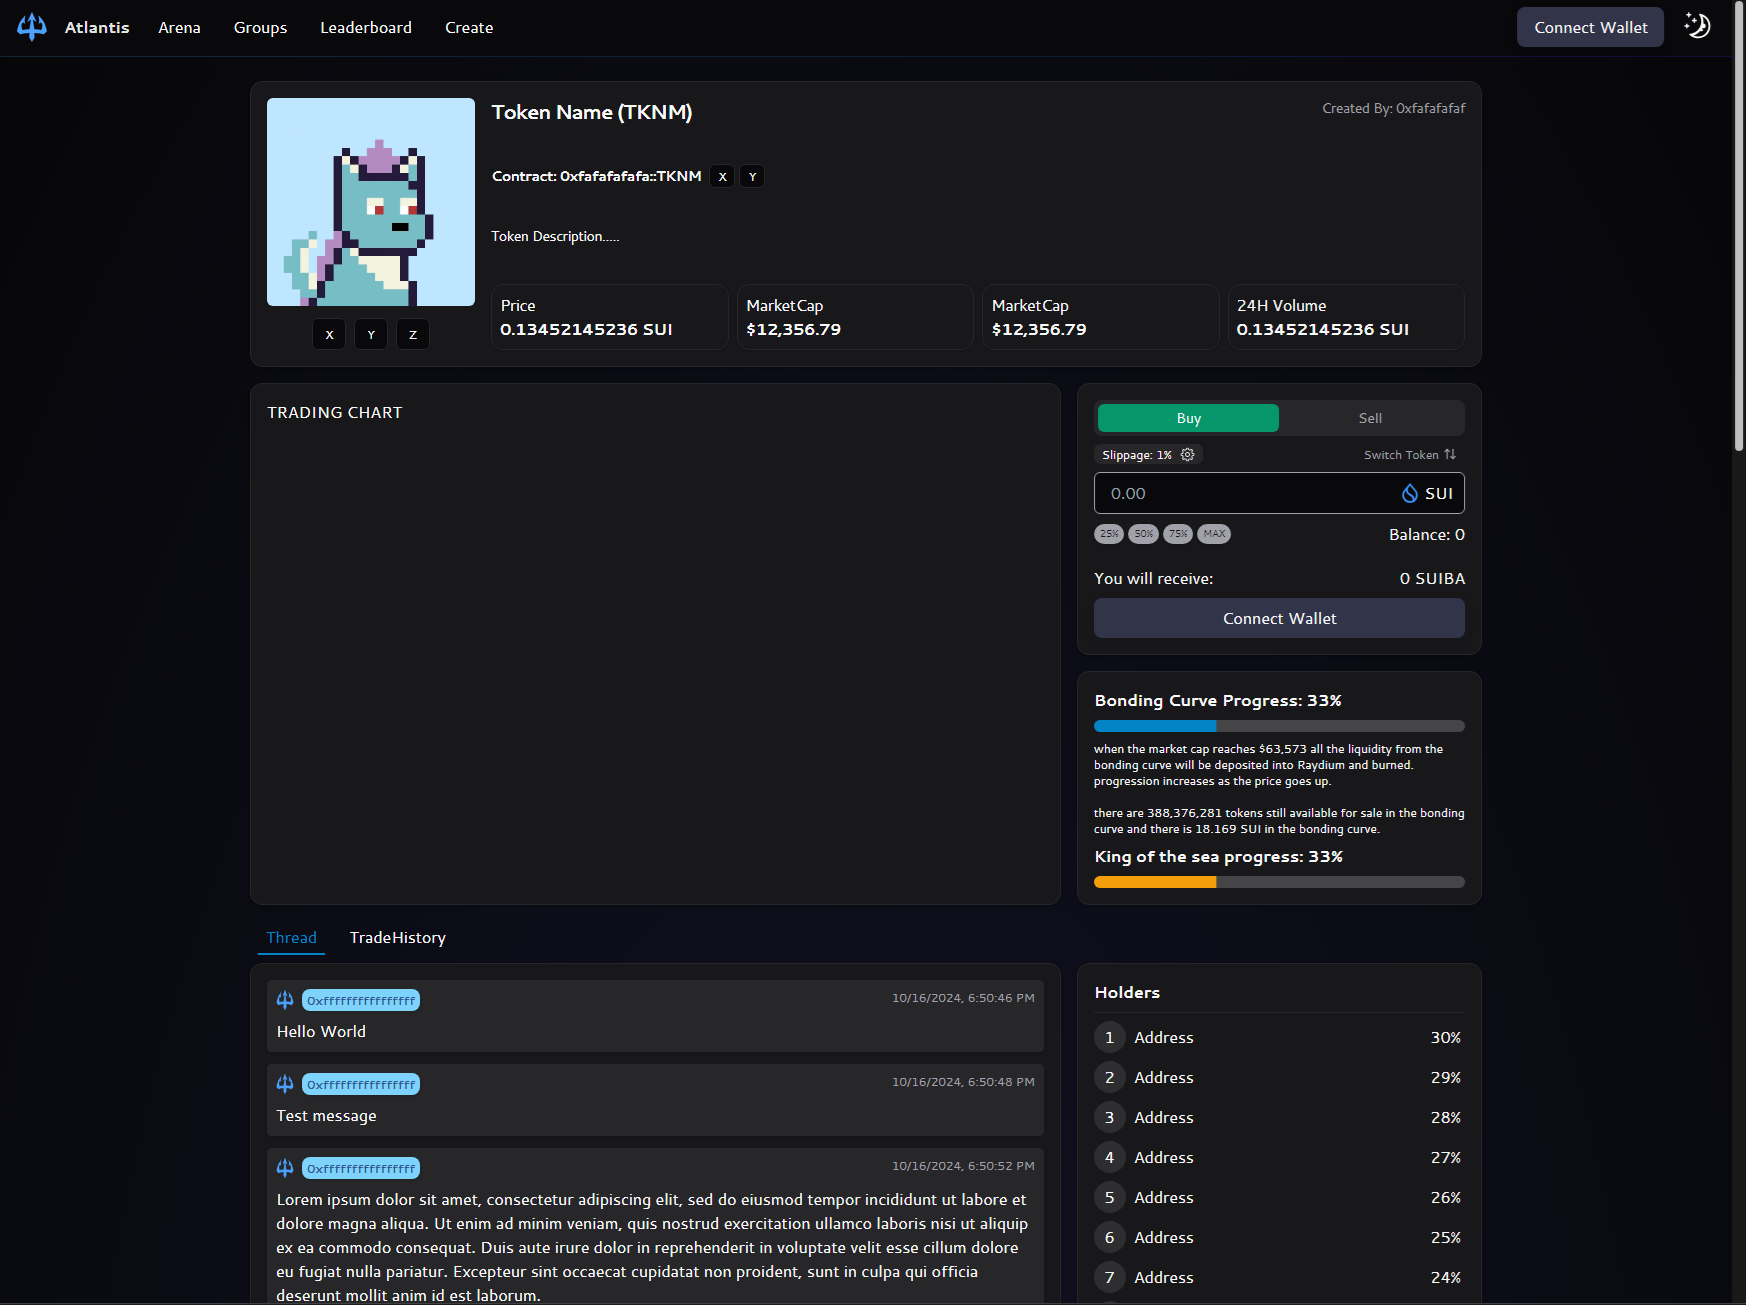 Atlantis Arena Groups Leaderboard Create Connect Wallet
Token Name (TKNM)
Created By: 0xfafafafaf
Contract: 0xfafafafafa::TKNM X Y
Token Description.....
Price
0.13452145236 SUI
MarketCap
$12,356.79
MarketCap
$12,356.79
24H Volume
0.13452145236 SUI
X Y Z
TRADING CHART
Buy Sell
Slippage: 1% Switch Token
0.00 SUI
25% 50% 75% MAX Balance: 0
You will receive: 0 SUIBA
Connect Wallet
Bonding Curve Progress: 33%
when the market cap reaches $63,573 all the liquidity from the
bonding curve will be deposited into Raydium and burned.
progression increases as the price goes up.
there are 388,376,281 tokens still available for sale in the bonding
curve and there is 18.169 SUI in the bonding curve.
King of the sea progress: 33%
Thread TradeHistory
0xfffffffffffffff 10/16/2024, 6:50:46 PM
Hello World
0xfffffffffffffff 10/16/2024, 6:50:48 PM
Test message
0xfffffffffffffff 10/16/2024, 6:50:52 PM
Lorem ipsum dolor sit amet, consectetur adipiscing elit, sed do eiusmod tempor incididunt ut labore et
dolore magna aliqua. Ut enim ad minim veniam, quis nostrud exercitation ullamco laboris nisi ut aliquip
ex ea commodo consequat. Duis aute irure dolor in reprehenderit in voluptate velit esse cillum dolore
eu fugiat nulla pariatur. Excepteur sint occaecat cupidatat non proident, sunt in culpa qui officia
deserunt mollit anim id est laborum.
Holders
1 Address 30%
2 Address 29%
3 Address 28%
4 Address 27%
5 Address 26%
6 Address 25%
7 Address 24%